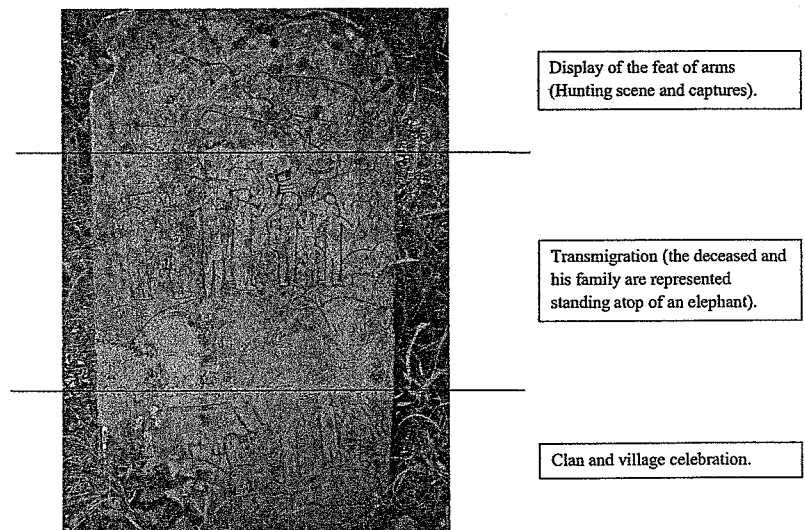 Display of the feat of arms
(Hunting scene and captures).
Transmigration (the deceased and
his family are represented
standing atop of an elephant).
Clan and village celebration.